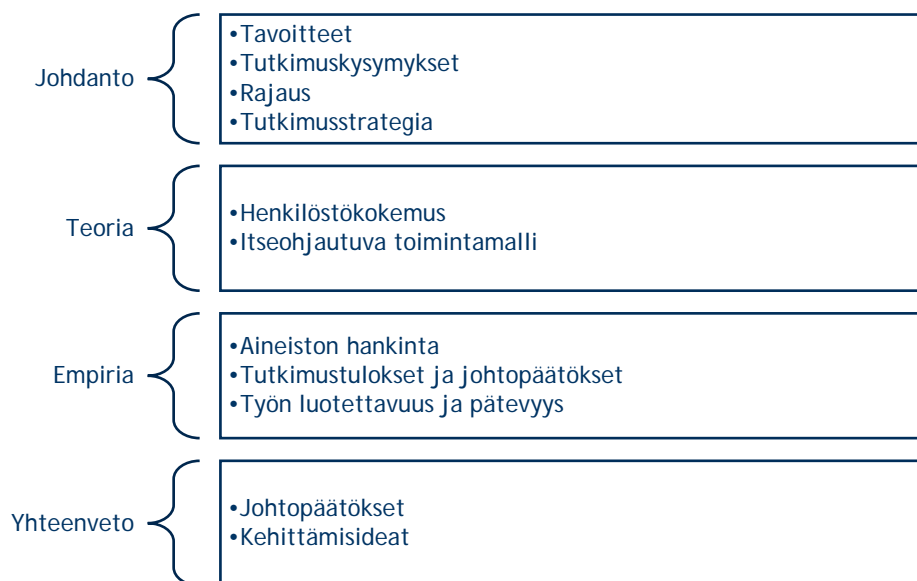 Johdanto
•Tavoitteet
•Tutkimuskysymykset
•Rajaus
•Tutkimusstrategia
Teoria
•Henkilöstökokemus
•Itseohjautuva toimintamalli
Empiria
•Aineiston hankinta
•Tutkimustulokset ja johtopäätökset
•Työn luotettavuus ja pätevyys
Yhteenveto
•Johtopäätökset
•Kehittämisideat